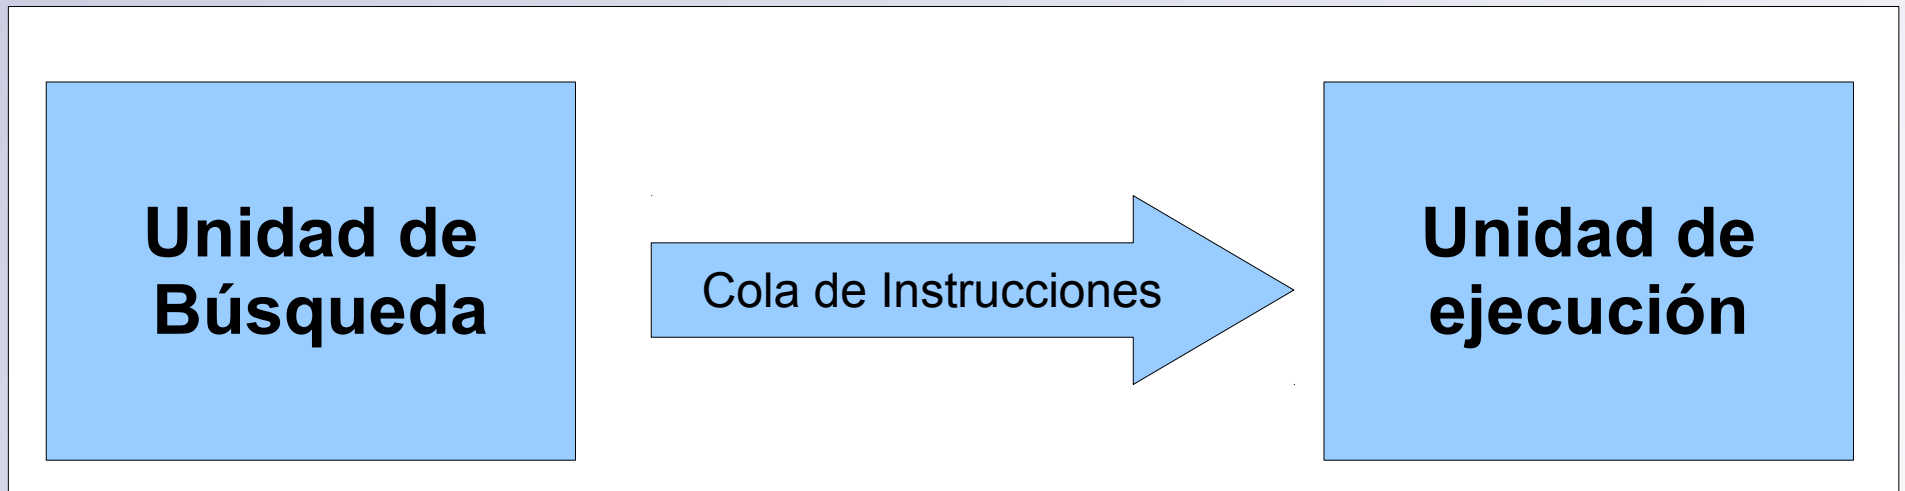 Unidad de
Búsqueda
Cola de Instrucciones
Unidad de
ejecución